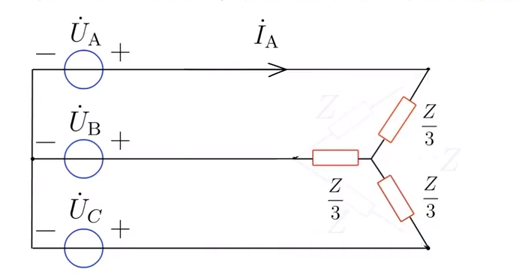 − U̇A + İA
− U̇B +
− U̇C +
Z/3
Z/3
Z/3
Z
Z
Z